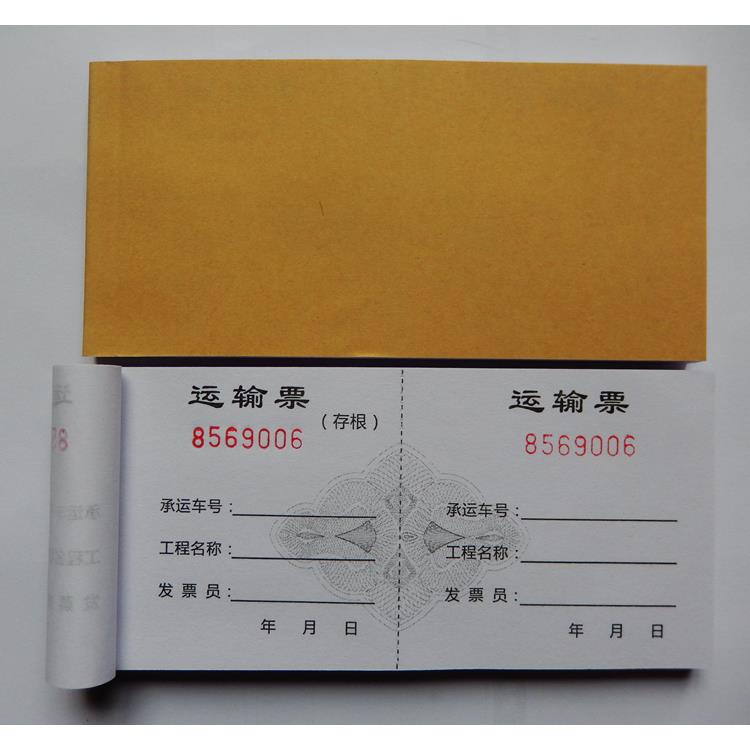 运输票
（存根）
8569006
承运车号：
工程名称：
发票员：
年 月 日
运输票
8569006
承运车号：
工程名称：
发票员：
年 月 日